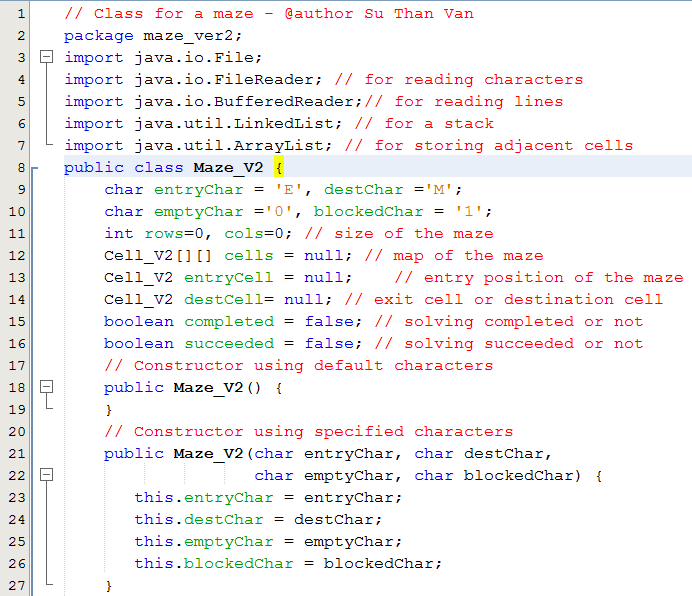 1 // Class for a maze - @author Su Than Van
2 package maze_ver2;
3 import java.io.File;
4 import java.io.FileReader; // for reading characters
5 import java.io.BufferedReader;// for reading lines
6 import java.util.LinkedList; // for a stack
7 import java.util.ArrayList; // for storing adjacent cells
8 public class Maze_V2 {
9     char entryChar = 'E', destChar ='M';
10     char emptyChar ='0', blockedChar = '1';
11     int rows=0, cols=0; // size of the maze
12     Cell_V2[][] cells = null; // map of the maze
13     Cell_V2 entryCell = null;    // entry position of the maze
14     Cell_V2 destCell= null; // exit cell or destination cell
15     boolean completed = false; // solving completed or not
16     boolean succeeded = false; // solving succeeded or not
17     // Constructor using default characters
18     public Maze_V2() {
19     }
20     // Constructor using specified characters
21     public Maze_V2(char entryChar, char destChar,
22                    char emptyChar, char blockedChar) {
23        this.entryChar = entryChar;
24        this.destChar = destChar;
25        this.emptyChar = emptyChar;
26        this.blockedChar = blockedChar;
27     }